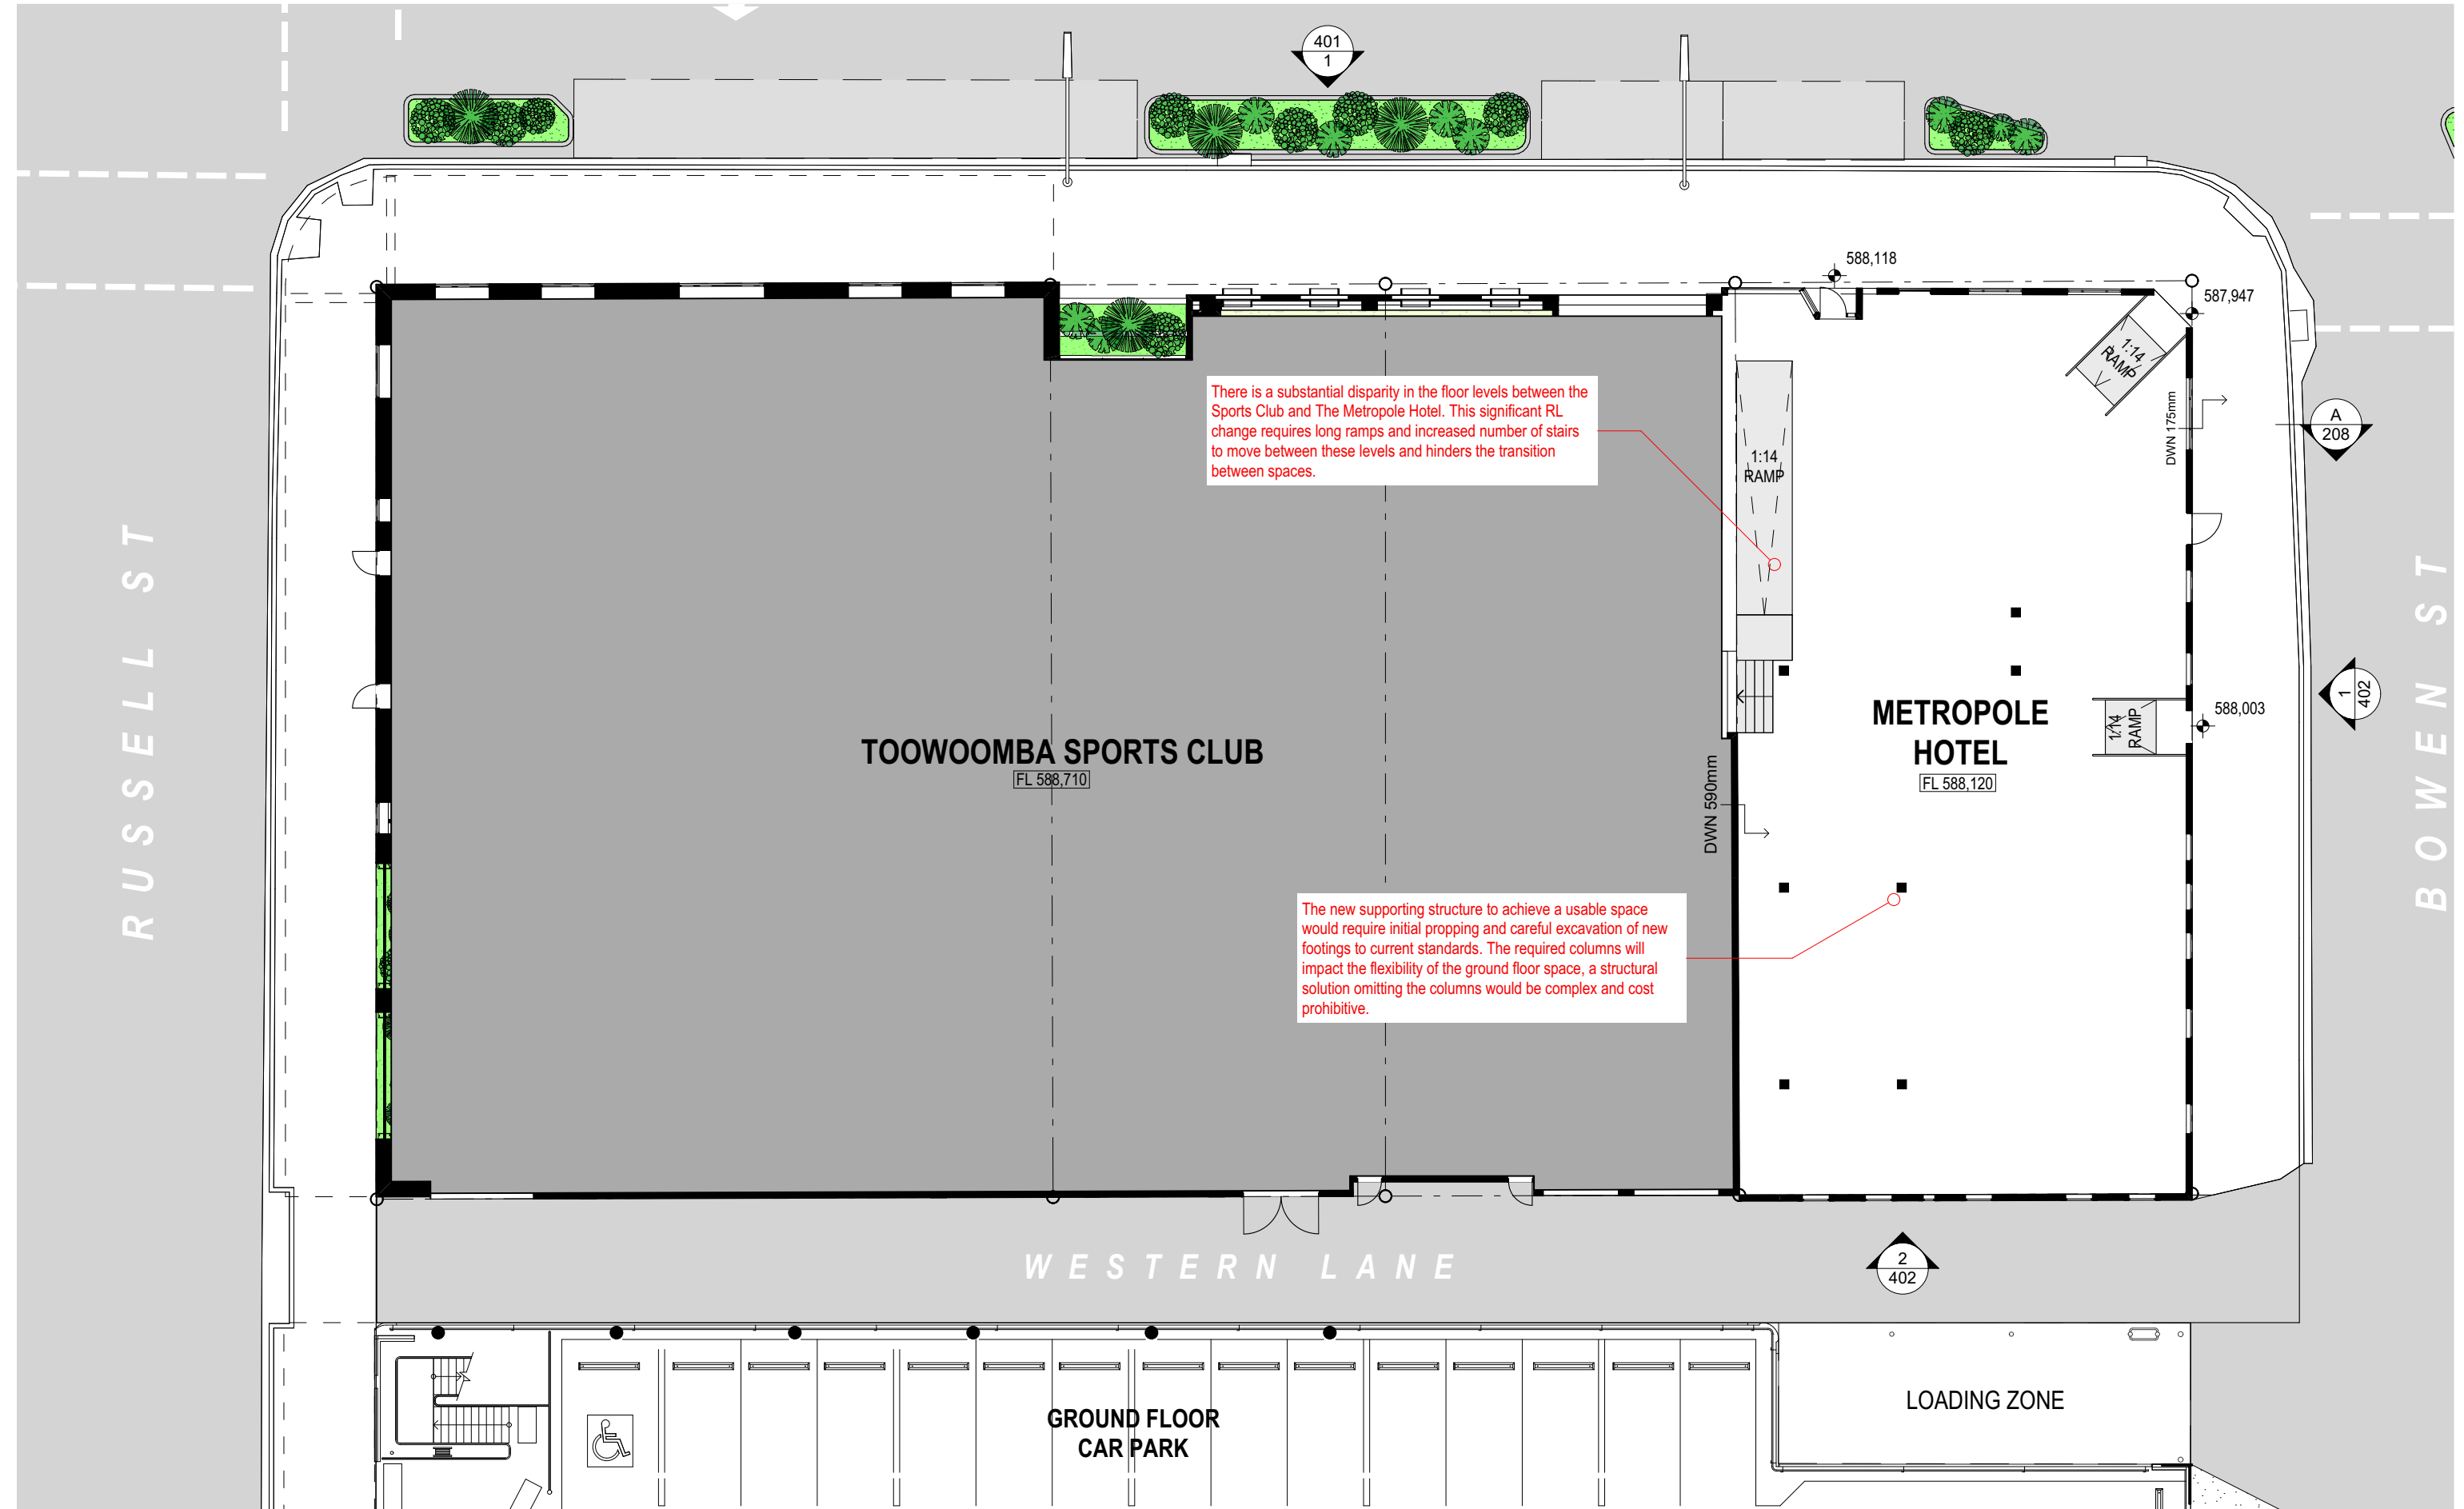 401
1
588,118
587,947
1:14
RAMP
DWN 175mm
A
208
There is a substantial disparity in the floor levels between the
Sports Club and The Metropole Hotel. This significant RL
change requires long ramps and increased number of stairs
to move between these levels and hinders the transition
between spaces.
1:14
RAMP
RUSSELL ST
BOWEN ST
TOOWOOMBA SPORTS CLUB
FL 588,710
METROPOLE
HOTEL
FL 588,120
1:14
RAMP
588,003
1
402
DWN 590mm
The new supporting structure to achieve a usable space
would require initial propping and careful excavation of new
footings to current standards. The required columns will
impact the flexibility of the ground floor space, a structural
solution omitting the columns would be complex and cost
prohibitive.
WESTERN LANE
2
402
GROUND FLOOR
CAR PARK
LOADING ZONE